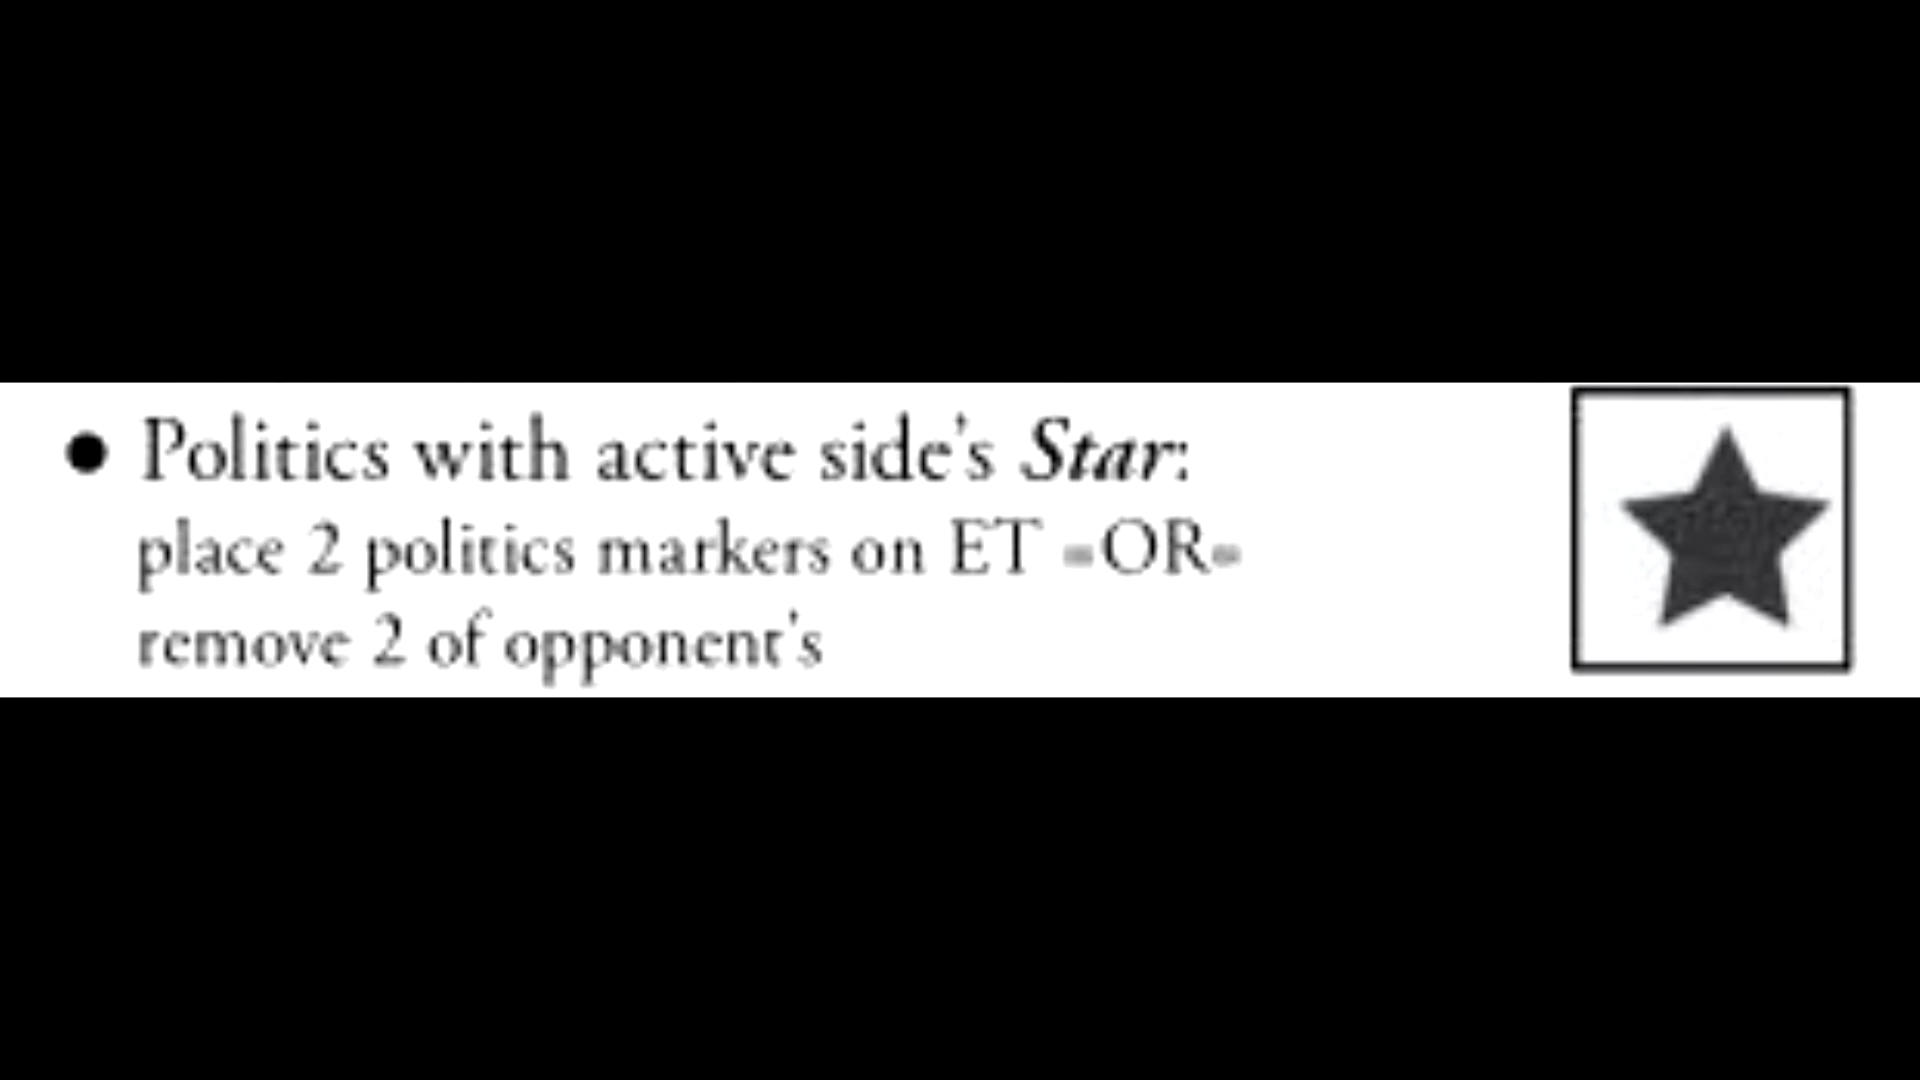 ● Politics with active side's Star:
place 2 politics markers on ET -OR-
remove 2 of opponent's